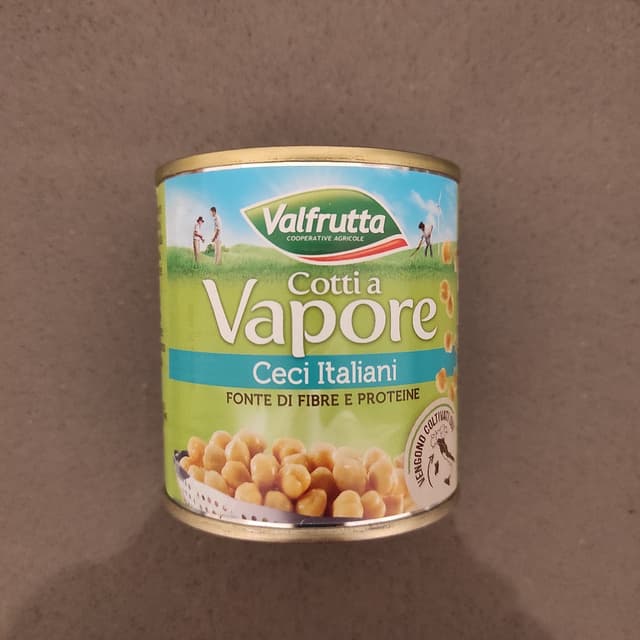 Valfrutta
COOPERATIVE AGRICOLE
Cotti a
Vapore
Ceci Italiani
FONTE DI FIBRE E PROTEINE
VENGONO COLTIVATI